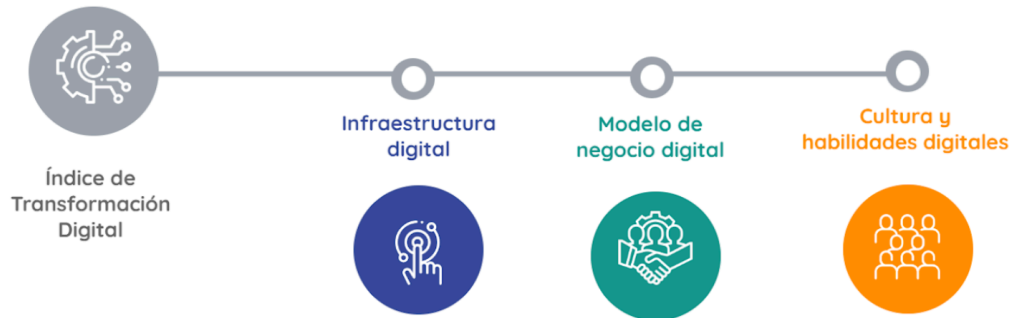 Índice de
Transformación
Digital
Infraestructura
digital
Modelo de
negocio digital
Cultura y
habilidades digitales